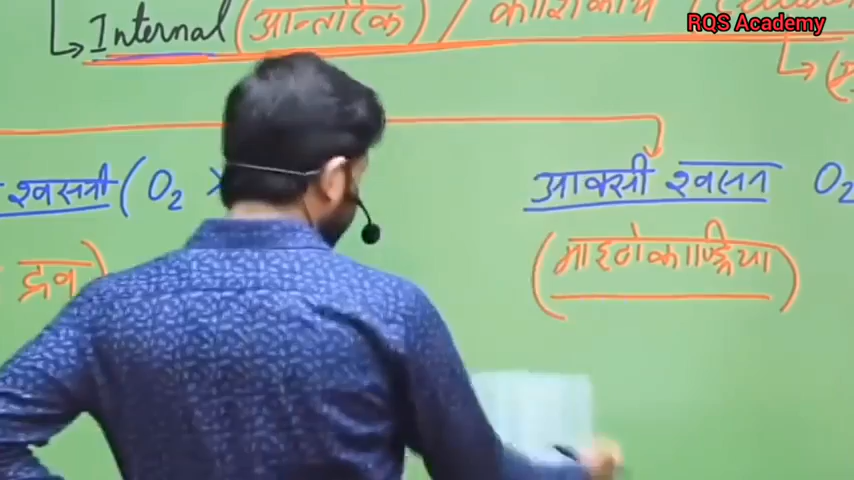 RQS Academy
Internal (आन्तरिक) / कोशिकीय
श्वसनी (O₂ आक्सी श्वसन O₂
द्रव) (माइटोकाण्ड्रिया)